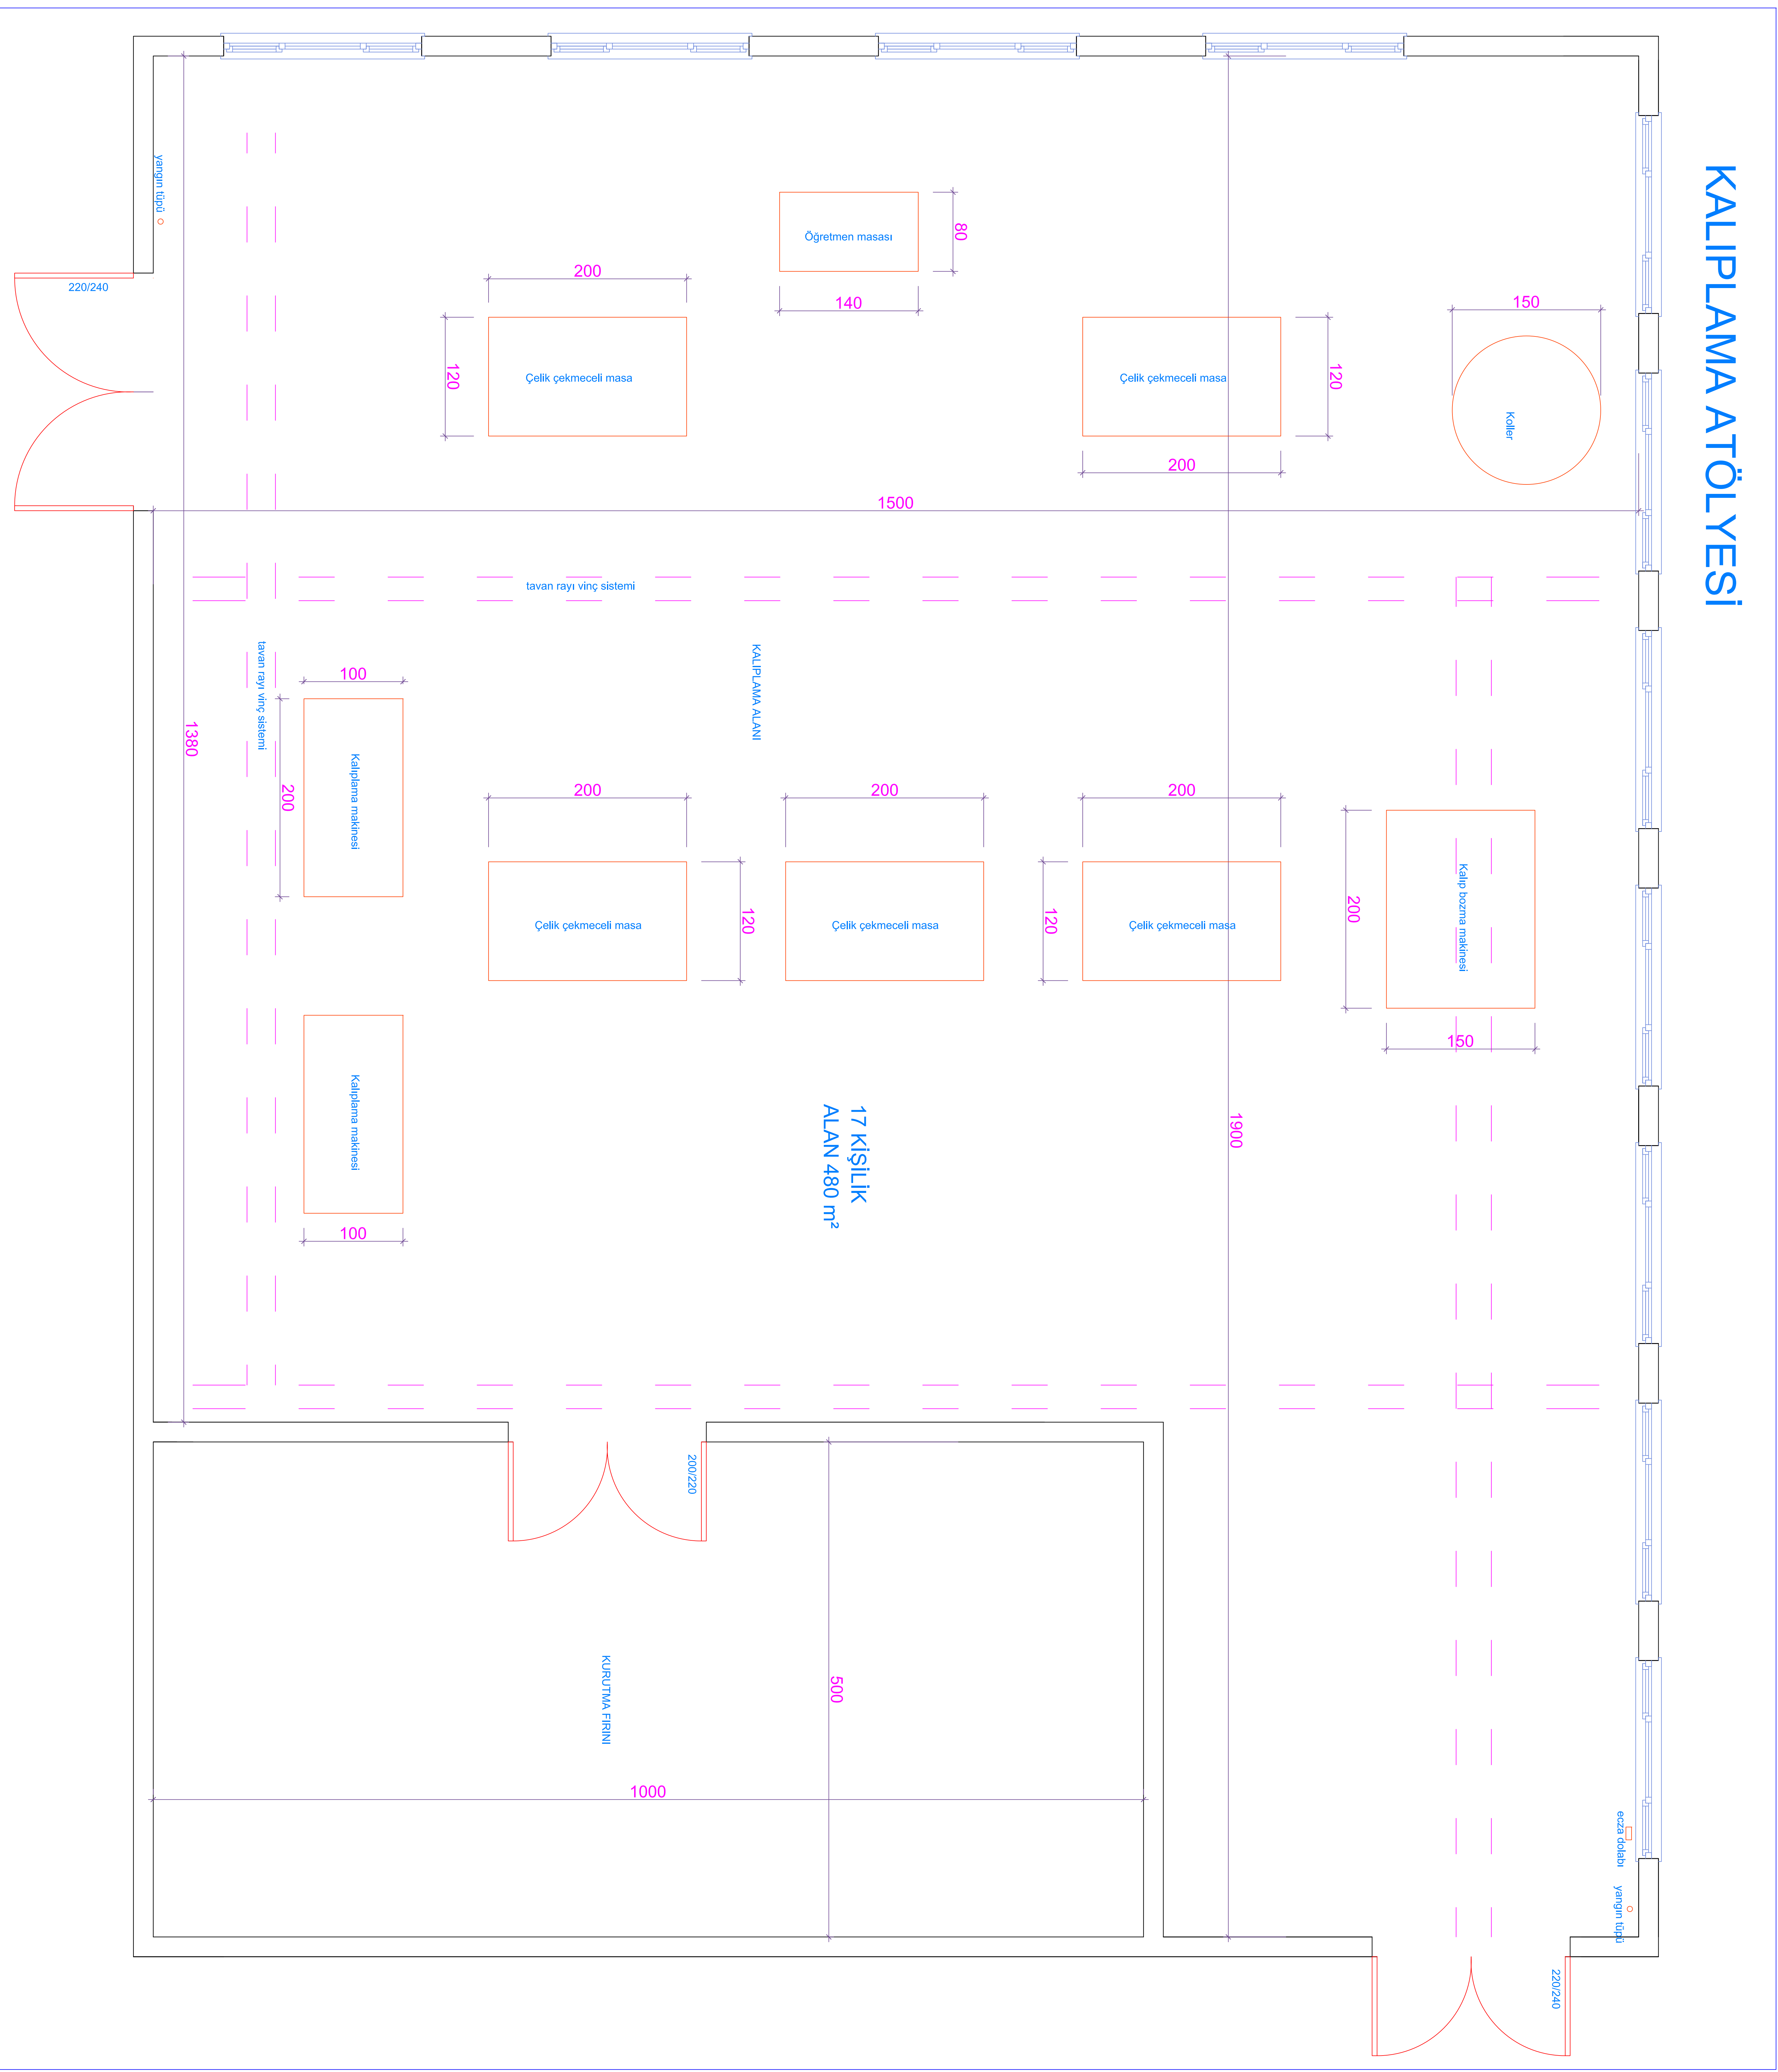 KALIPLAMA ATÖLYESİ
yangın tüpü
220/240
Öğretmen masası
80
140
200
120
Çelik çekmeceli masa
Çelik çekmeceli masa
120
200
150
Koller
1500
tavan rayı vinç sistemi
tavan rayı vinç sistemi
KALIPLAMA ALANI
1380
100
200
Kalıplama makinesi
200
200
200
Çelik çekmeceli masa
120
Çelik çekmeceli masa
120
Çelik çekmeceli masa
200
Kalıp bozma makinesi
150
Kalıplama makinesi
100
17 KİŞİLİK
ALAN 480 m²
1900
200/220
500
KURUTMA FIRINI
1000
ecza dolabı
yangın tüpü
220/240